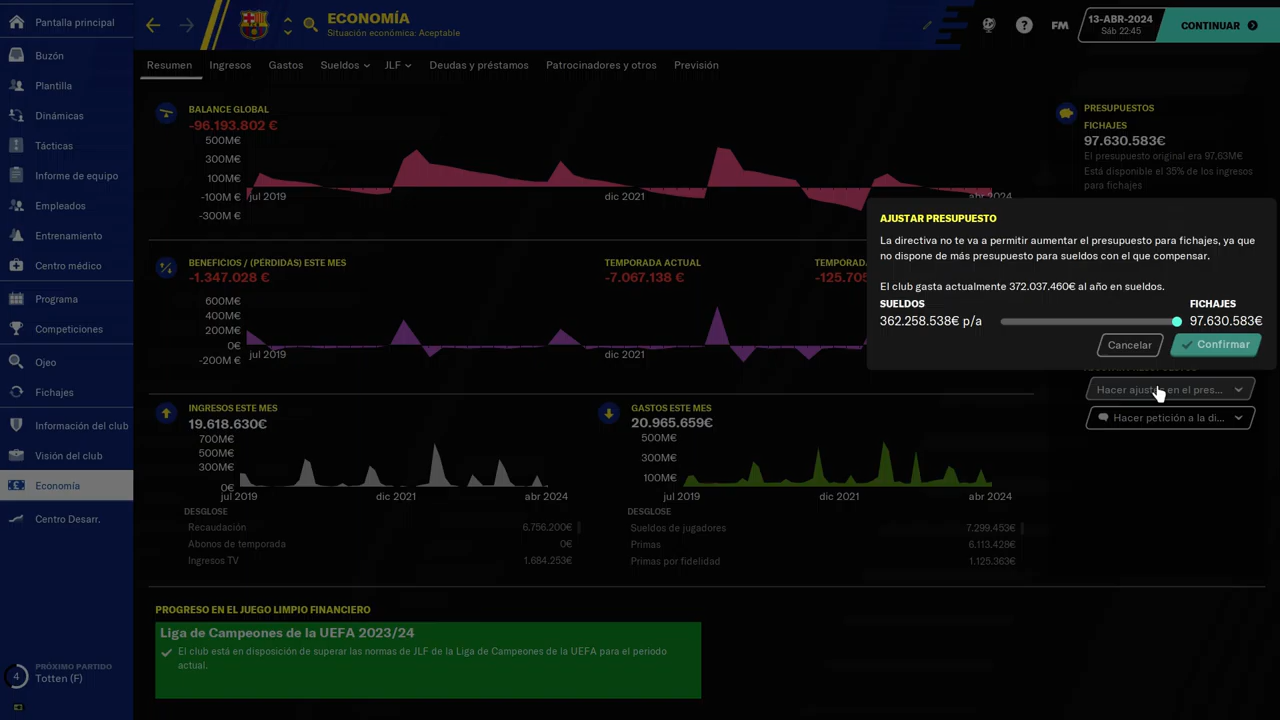 Pantalla principal
Buzón
Plantilla
Dinámicas
Tácticas
Informe de equipo
Empleados
Entrenamiento
Centro médico
Programa
Competiciones
Ojeo
Fichajes
Información del club
Visión del club
Economía
Centro Desarr.
4
PRÓXIMO PARTIDO
Totten (F)
ECONOMÍA
Situación económica: Aceptable
?
FM
13-ABR-2024
Sáb 22:45
CONTINUAR
Resumen
Ingresos
Gastos
Sueldos
JLF
Deudas y préstamos
Patrocinadores y otros
Previsión
BALANCE GLOBAL
-96.193.802 €
500M€
300M€
100M€
-100M €
-300M €
jul 2019
dic 2021
abr 2024
PRESUPUESTOS
FICHAJES
97.630.583€
El presupuesto original era 97,63M€
Está disponible el 35% de los ingresos
para fichajes
AJUSTAR PRESUPUESTO
La directiva no te va a permitir aumentar el presupuesto para fichajes, ya que
no dispone de más presupuesto para sueldos con el que compensar.
El club gasta actualmente 372.037.460€ al año en sueldos.
SUELDOS
362.258.538€ p/a
FICHAJES
97.630.583€
Cancelar
Confirmar
Hacer ajustes en el pres...
Hacer petición a la di...
BENEFICIOS / (PÉRDIDAS) ESTE MES
-1.347.028 €
TEMPORADA ACTUAL
-7.067.138 €
TEMPORADA
-125.705
600M€
400M€
200M€
0€
-200M €
jul 2019
dic 2021
INGRESOS ESTE MES
19.618.630€
700M€
500M€
300M€
0€
jul 2019
dic 2021
abr 2024
DESGLOSE
Recaudación 6.756.200€
Abonos de temporada 0€
Ingresos TV 1.684.253€
GASTOS ESTE MES
20.965.659€
500M€
300M€
100M€
jul 2019
dic 2021
abr 2024
DESGLOSE
Sueldos de jugadores 7.299.453€
Primas 6.113.428€
Primas por fidelidad 1.125.363€
PROGRESO EN EL JUEGO LIMPIO FINANCIERO
Liga de Campeones de la UEFA 2023/24
El club está en disposición de superar las normas de JLF de la Liga de Campeones de la UEFA para el periodo
actual.